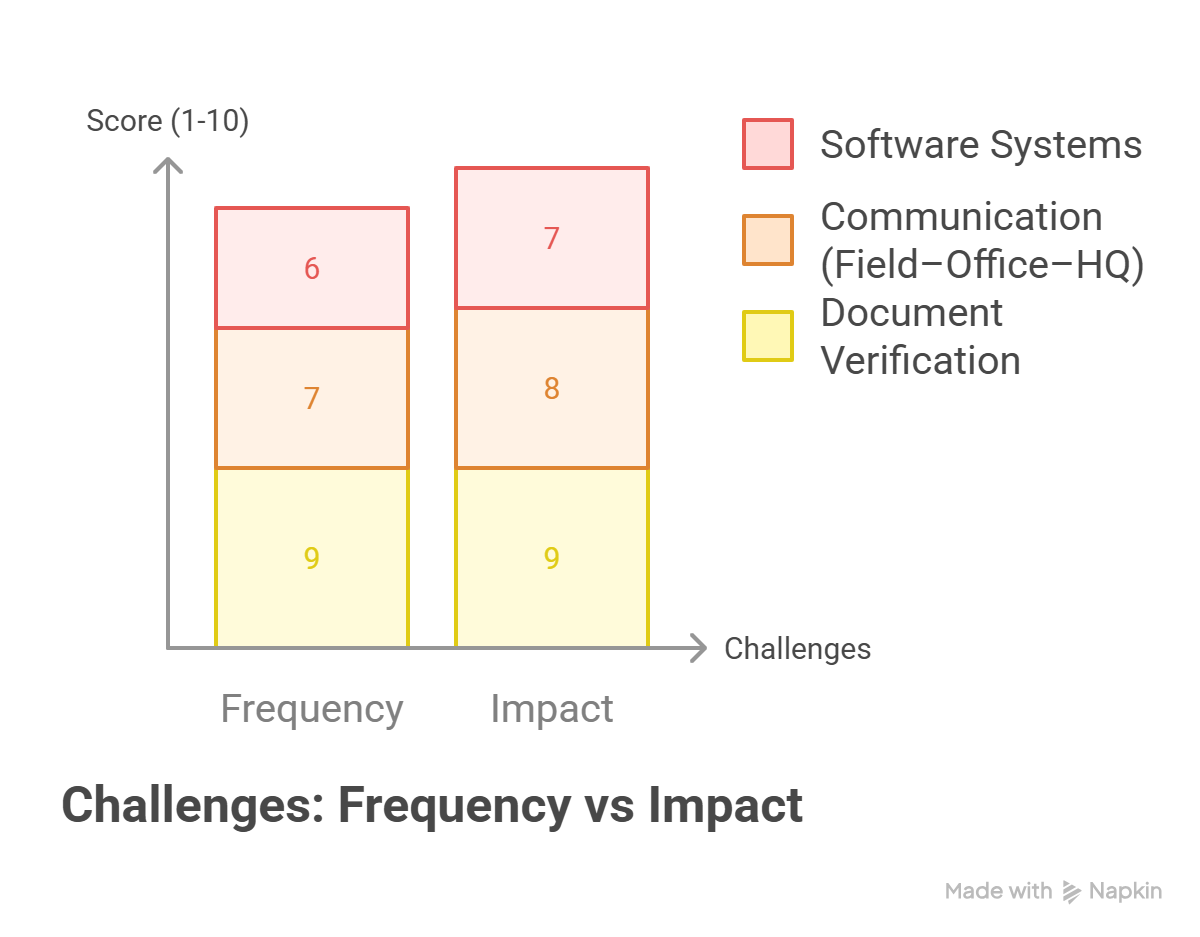 Score (1-10)
Software Systems
Communication
(Field–Office–HQ)
Document
Verification
6
7
7
8
9
9
Challenges
Frequency
Impact
Challenges: Frequency vs Impact
Made with Napkin